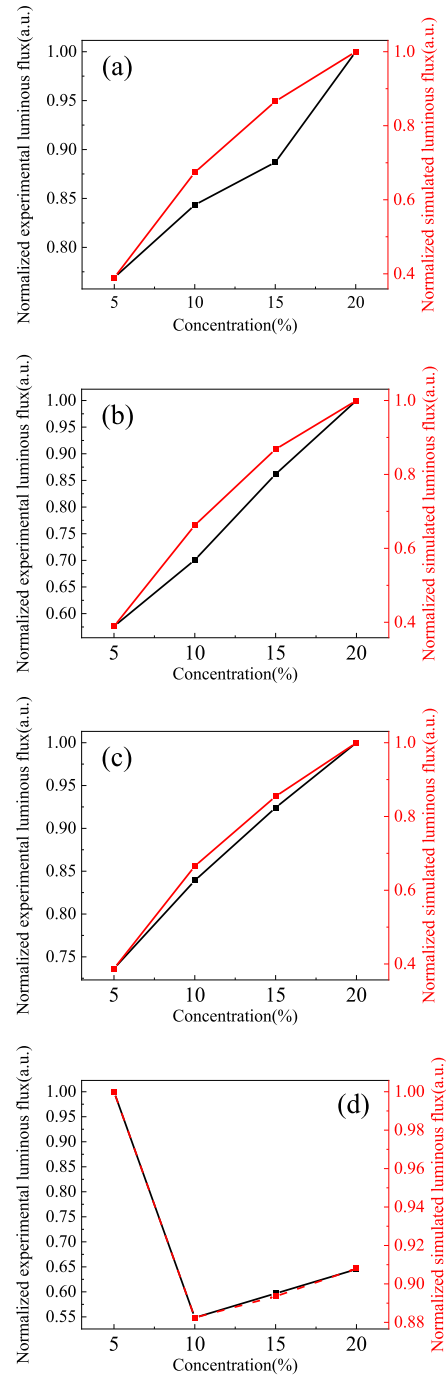 (a)
Normalized experimental luminous flux(a.u.)
1.00
0.95
0.90
0.85
0.80
Normalized simulated luminous flux(a.u.)
1.0
0.8
0.6
0.4
5 10 15 20
Concentration(%)
(b)
Normalized experimental luminous flux(a.u.)
1.00
0.95
0.90
0.85
0.80
0.75
0.70
0.65
0.60
Normalized simulated luminous flux(a.u.)
1.0
0.8
0.6
0.4
5 10 15 20
Concentration(%)
(c)
Normalized experimental luminous flux(a.u.)
1.00
0.95
0.90
0.85
0.80
0.75
Normalized simulated luminous flux(a.u.)
1.0
0.8
0.6
0.4
5 10 15 20
Concentration(%)
(d)
Normalized experimental luminous flux(a.u.)
1.00
0.95
0.90
0.85
0.80
0.75
0.70
0.65
0.60
0.55
Normalized simulated luminous flux(a.u.)
1.00
0.98
0.96
0.94
0.92
0.90
0.88
5 10 15 20
Concentration(%)